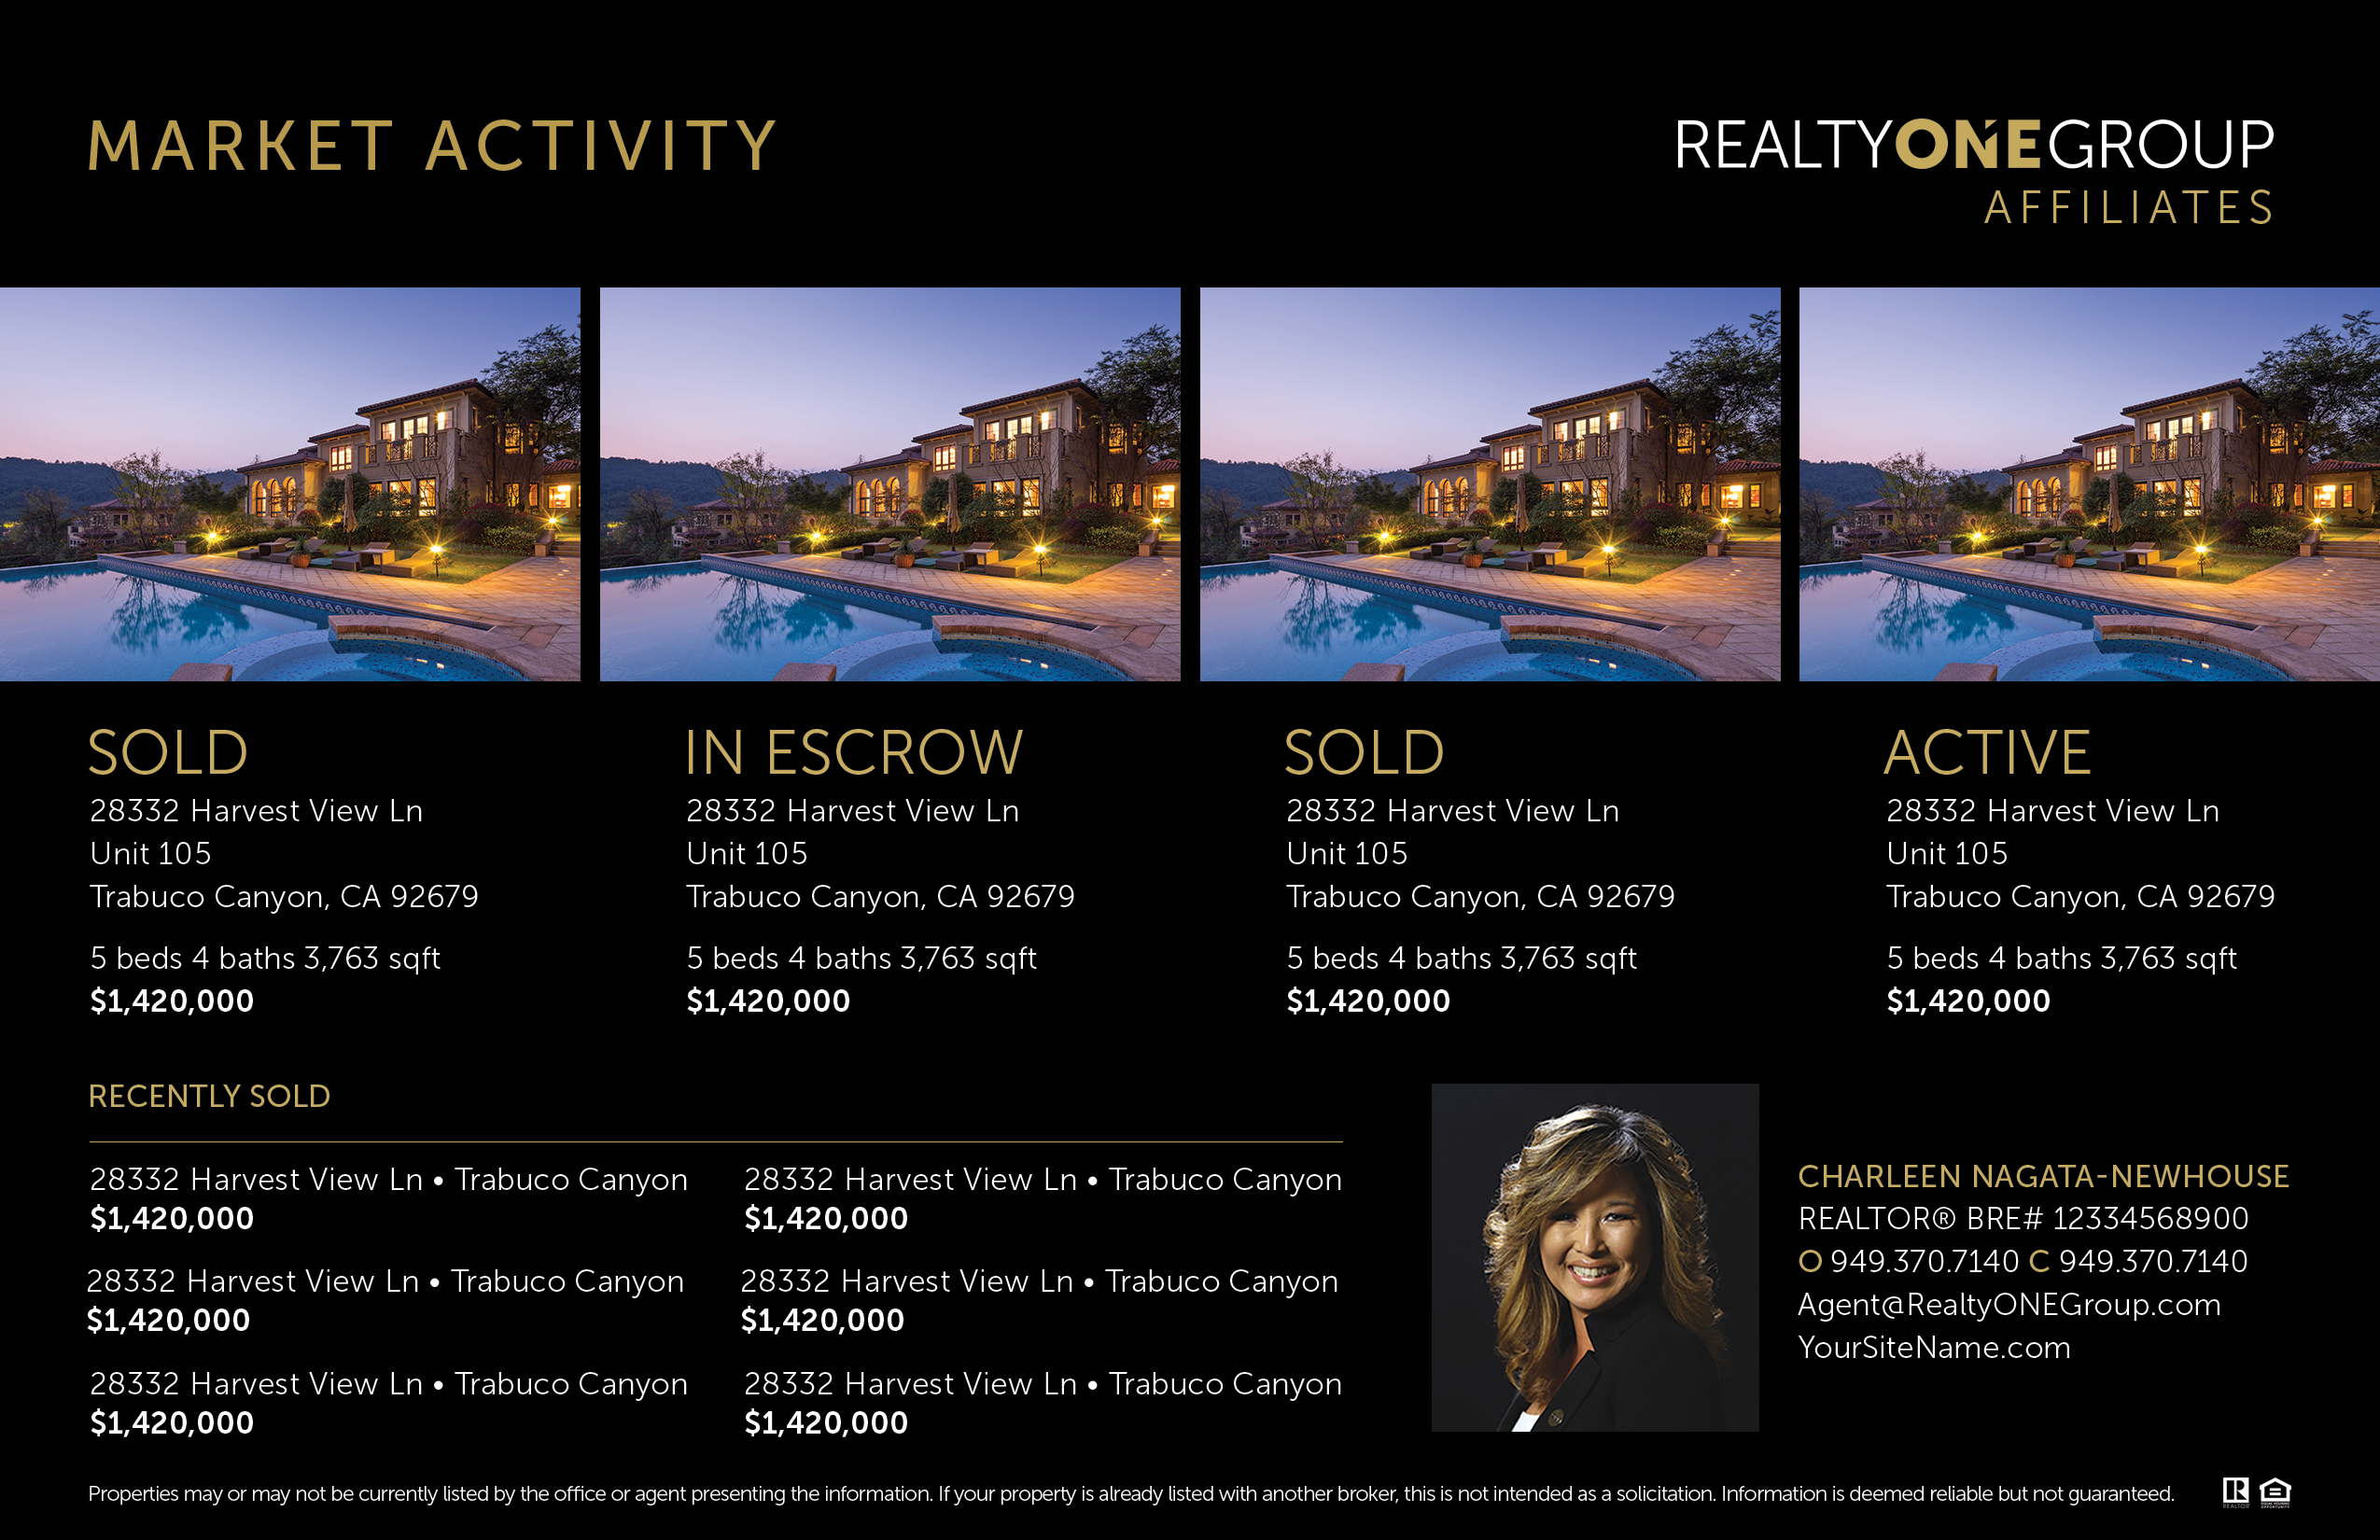 MARKET ACTIVITY
REALTYONEGROUP
AFFILIATES
SOLD
28332 Harvest View Ln
Unit 105
Trabuco Canyon, CA 92679
5 beds 4 baths 3,763 sqft
$1,420,000
IN ESCROW
28332 Harvest View Ln
Unit 105
Trabuco Canyon, CA 92679
5 beds 4 baths 3,763 sqft
$1,420,000
SOLD
28332 Harvest View Ln
Unit 105
Trabuco Canyon, CA 92679
5 beds 4 baths 3,763 sqft
$1,420,000
ACTIVE
28332 Harvest View Ln
Unit 105
Trabuco Canyon, CA 92679
5 beds 4 baths 3,763 sqft
$1,420,000
RECENTLY SOLD
28332 Harvest View Ln • Trabuco Canyon
$1,420,000
28332 Harvest View Ln • Trabuco Canyon
$1,420,000
28332 Harvest View Ln • Trabuco Canyon
$1,420,000
28332 Harvest View Ln • Trabuco Canyon
$1,420,000
28332 Harvest View Ln • Trabuco Canyon
$1,420,000
28332 Harvest View Ln • Trabuco Canyon
$1,420,000
CHARLEEN NAGATA-NEWHOUSE
REALTOR® BRE# 12334568900
O 949.370.7140 C 949.370.7140
Agent@RealtyONEGroup.com
YourSiteName.com
Properties may or may not be currently listed by the office or agent presenting the information. If your property is already listed with another broker, this is not intended as a solicitation. Information is deemed reliable but not guaranteed.
R
REALTOR®
EQUAL HOUSING
OPPORTUNITY